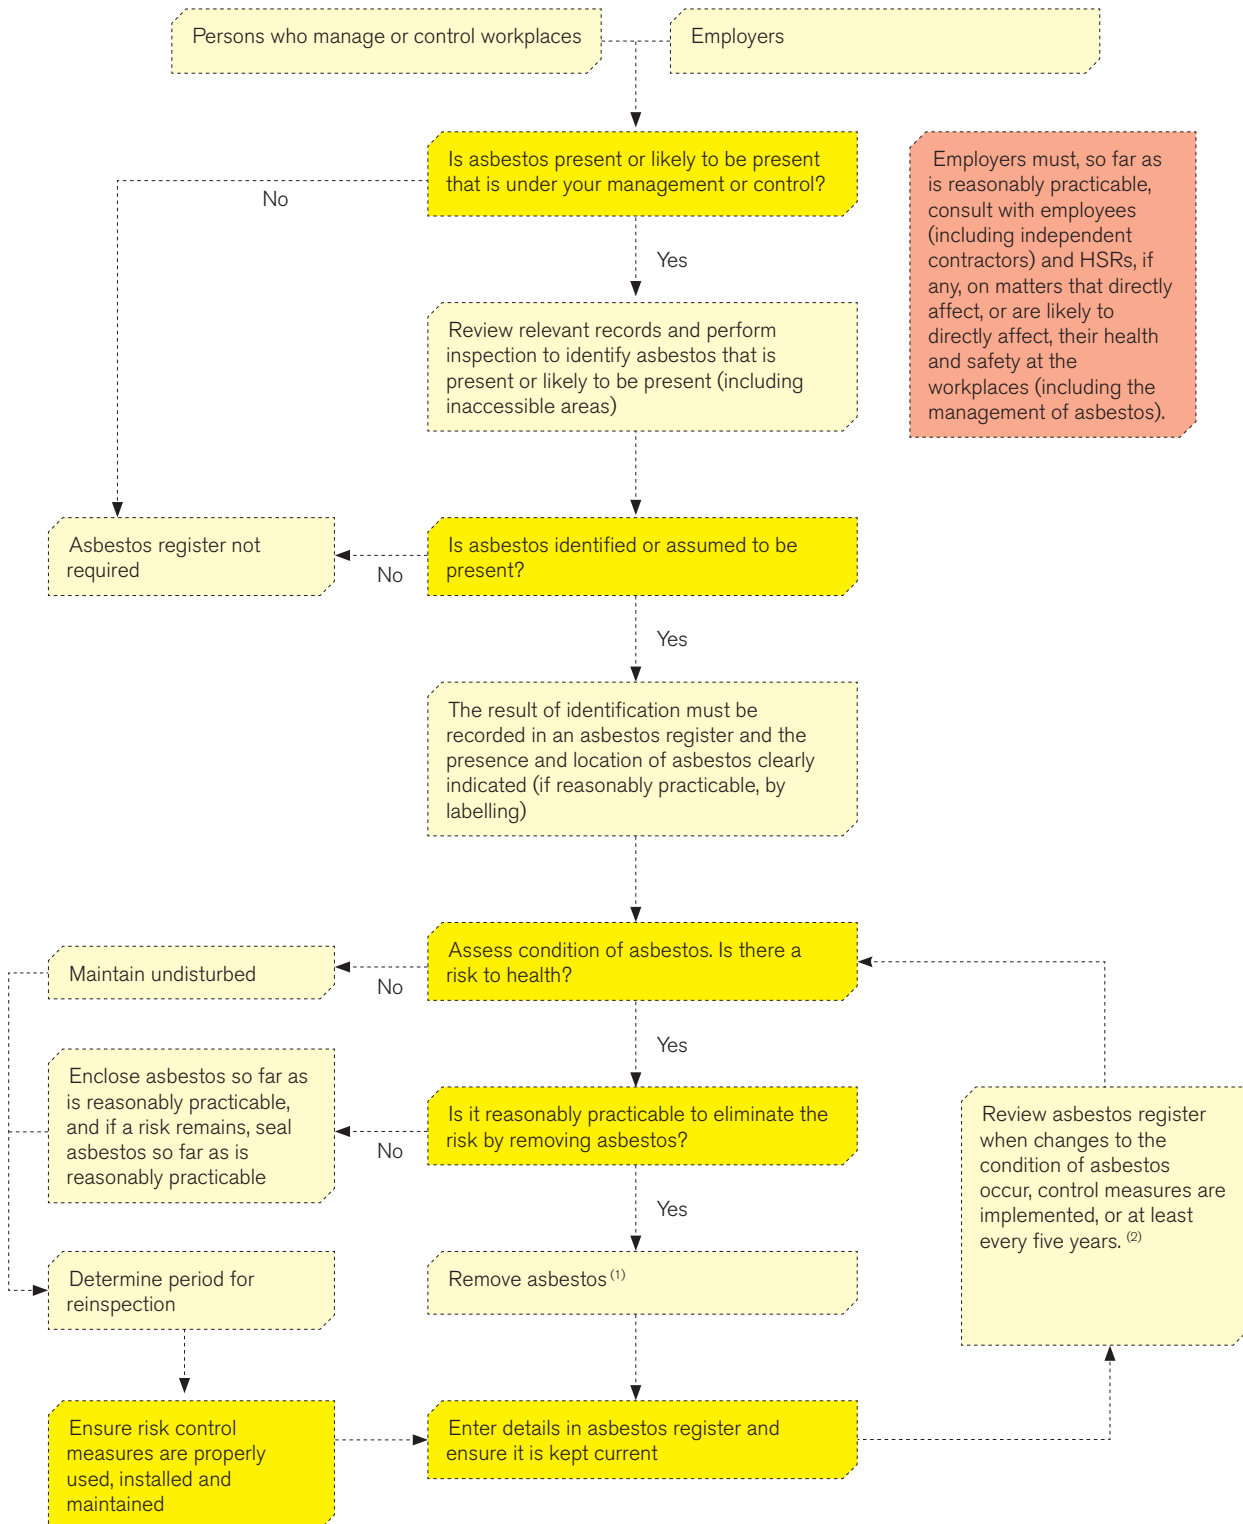 Persons who manage or control workplaces
Employers
Is asbestos present or likely to be present
that is under your management or control?
No
Yes
Employers must, so far as
is reasonably practicable,
consult with employees
(including independent
contractors) and HSRs, if
any, on matters that directly
affect, or are likely to
directly affect, their health
and safety at the
workplaces (including the
management of asbestos).
Review relevant records and perform
inspection to identify asbestos that is
present or likely to be present (including
inaccessible areas)
Asbestos register not
required
No
Is asbestos identified or assumed to be
present?
Yes
The result of identification must be
recorded in an asbestos register and the
presence and location of asbestos clearly
indicated (if reasonably practicable, by
labelling)
Assess condition of asbestos. Is there a
risk to health?
No
Maintain undisturbed
Yes
Enclose asbestos so far as
is reasonably practicable,
and if a risk remains, seal
asbestos so far as is
reasonably practicable
No
Is it reasonably practicable to eliminate the
risk by removing asbestos?
Yes
Review asbestos register
when changes to the
condition of asbestos
occur, control measures are
implemented, or at least
every five years. (2)
Determine period for
reinspection
Remove asbestos (1)
Ensure risk control
measures are properly
used, installed and
maintained
Enter details in asbestos register and
ensure it is kept current